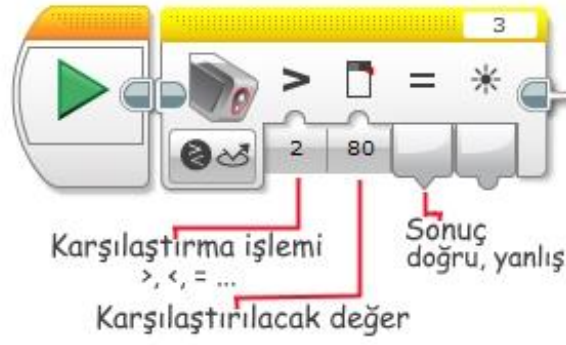 3
> =
2 80
Karşılaştırma işlemi
>, <, = ...
Sonuç
doğru, yanlış
Karşılaştırılacak değer